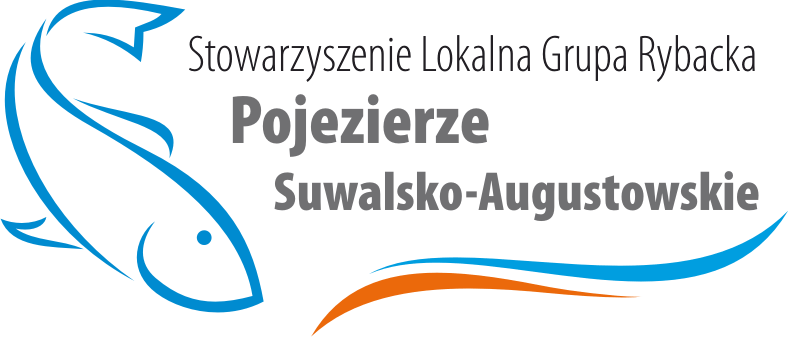 Stowarzyszenie Lokalna Grupa Rybacka
Pojezierze
Suwalsko-Augustowskie